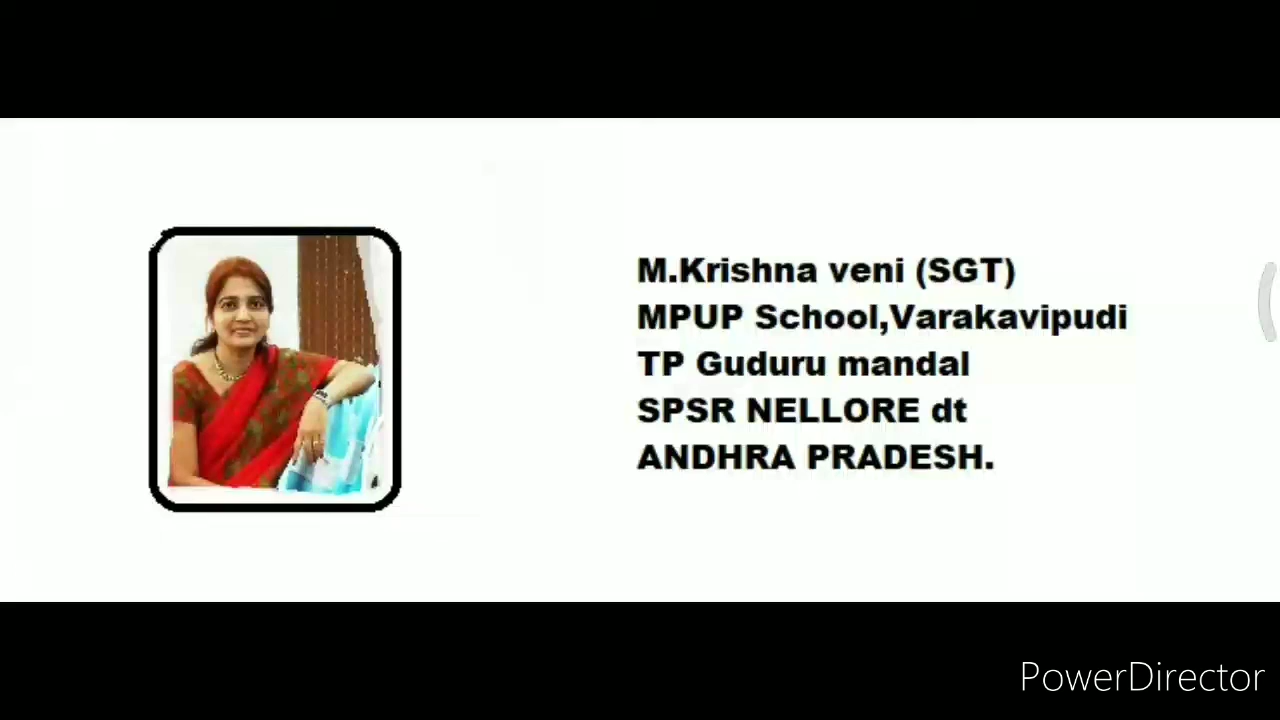 M.Krishna veni (SGT)
MPUP School,Varakavipudi
TP Guduru mandal
SPSR NELLORE dt
ANDHRA PRADESH.
PowerDirector